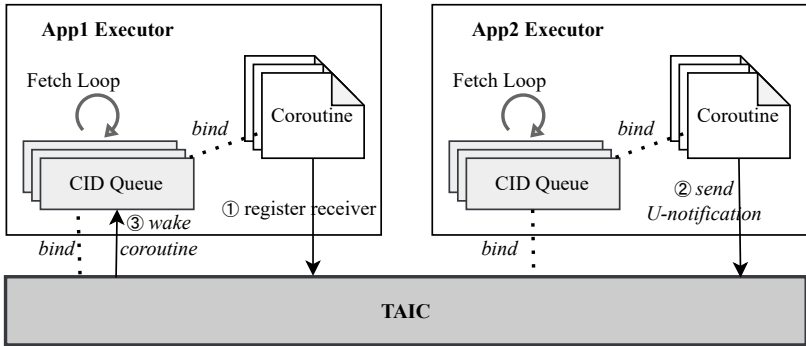 App1 Executor
Fetch Loop
bind
Coroutine
CID Queue
① register receiver
③ wake
coroutine
bind
App2 Executor
Fetch Loop
bind
Coroutine
CID Queue
② send
U-notification
bind
TAIC